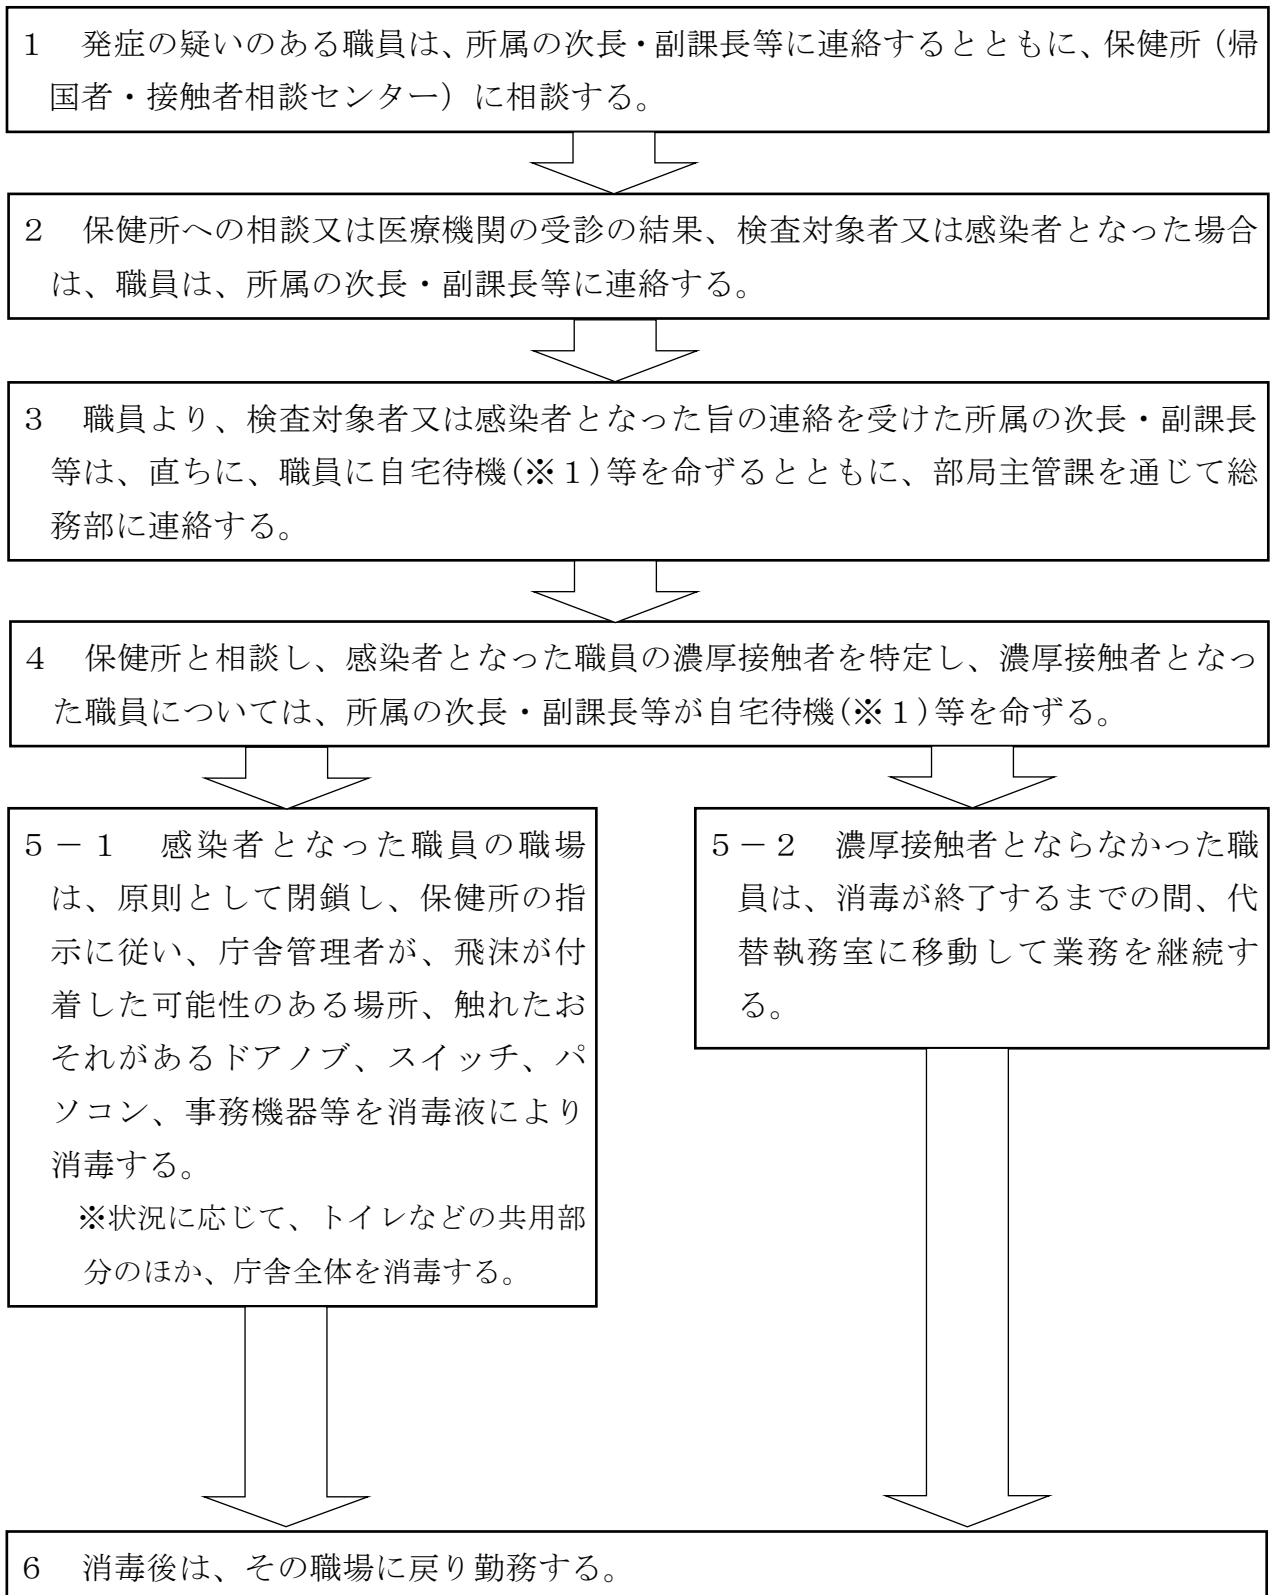 １　発症の疑いのある職員は、所属の次長・副課長等に連絡するとともに、保健所（帰
国者・接触者相談センター）に相談する。
２　保健所への相談又は医療機関の受診の結果、検査対象者又は感染者となった場合
は、職員は、所属の次長・副課長等に連絡する。
３　職員より、検査対象者又は感染者となった旨の連絡を受けた所属の次長・副課長
等は、直ちに、職員に自宅待機(※１)等を命ずるとともに、部局主管課を通じて総
務部に連絡する。
４　保健所と相談し、感染者となった職員の濃厚接触者を特定し、濃厚接触者となっ
た職員については、所属の次長・副課長等が自宅待機(※１)等を命ずる。
５－１　感染者となった職員の職場
は、原則として閉鎖し、保健所の指
示に従い、庁舎管理者が、飛沫が付
着した可能性のある場所、触れたお
それがあるドアノブ、スイッチ、パ
ソコン、事務機器等を消毒液により
消毒する。
※状況に応じて、トイレなどの共用部
分のほか、庁舎全体を消毒する。
５－２　濃厚接触者とならなかった職
員は、消毒が終了するまでの間、代
替執務室に移動して業務を継続す
る。
６　消毒後は、その職場に戻り勤務する。